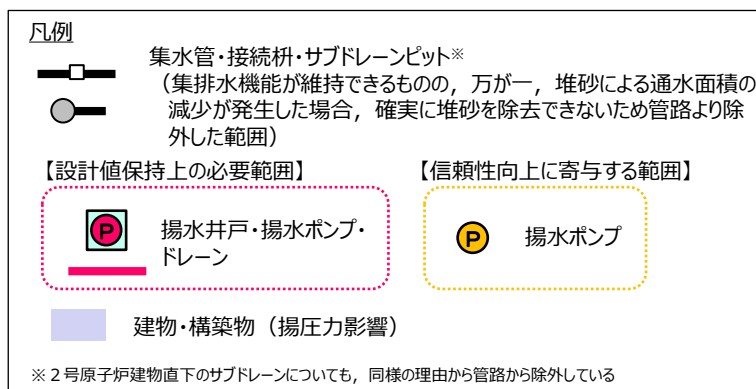 凡例
集水管・接続枡・サブドレーンピット※
（集排水機能が維持できるものの，万が一，堆砂による通水面積の
減少が発生した場合，確実に堆砂を除去できないため管路より除
外した範囲）
【設計値保持上の必要範囲】
【信頼性向上に寄与する範囲】
P
揚水井戸・揚水ポンプ・
ドレーン
P
揚水ポンプ
建物・構築物（揚圧力影響）
※２号原子炉建物直下のサブドレーンについても，同様の理由から管路から除外している